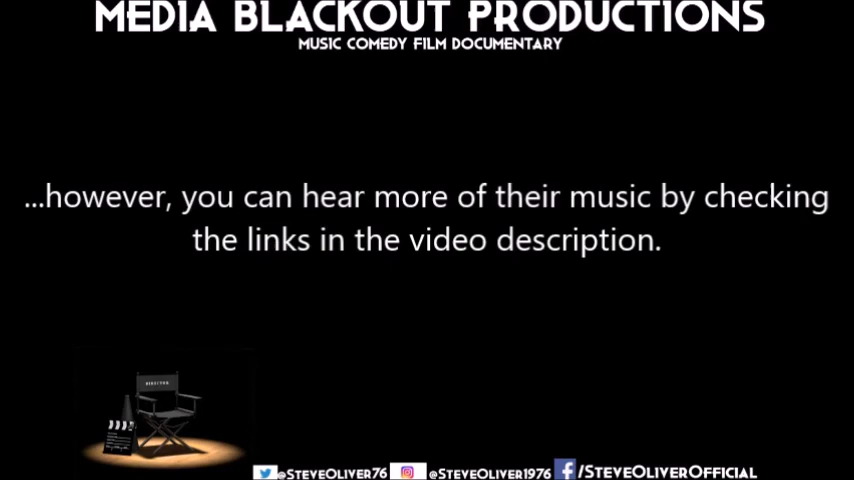 MEDIA BLACKOUT PRODUCTIONS
MUSIC COMEDY FILM DOCUMENTARY
...however, you can hear more of their music by checking
the links in the video description.
DIRECTOR
@STEVEOLIVER76 @STEVEOLIVER1976 /STEVEOLIVEROFFICIAL